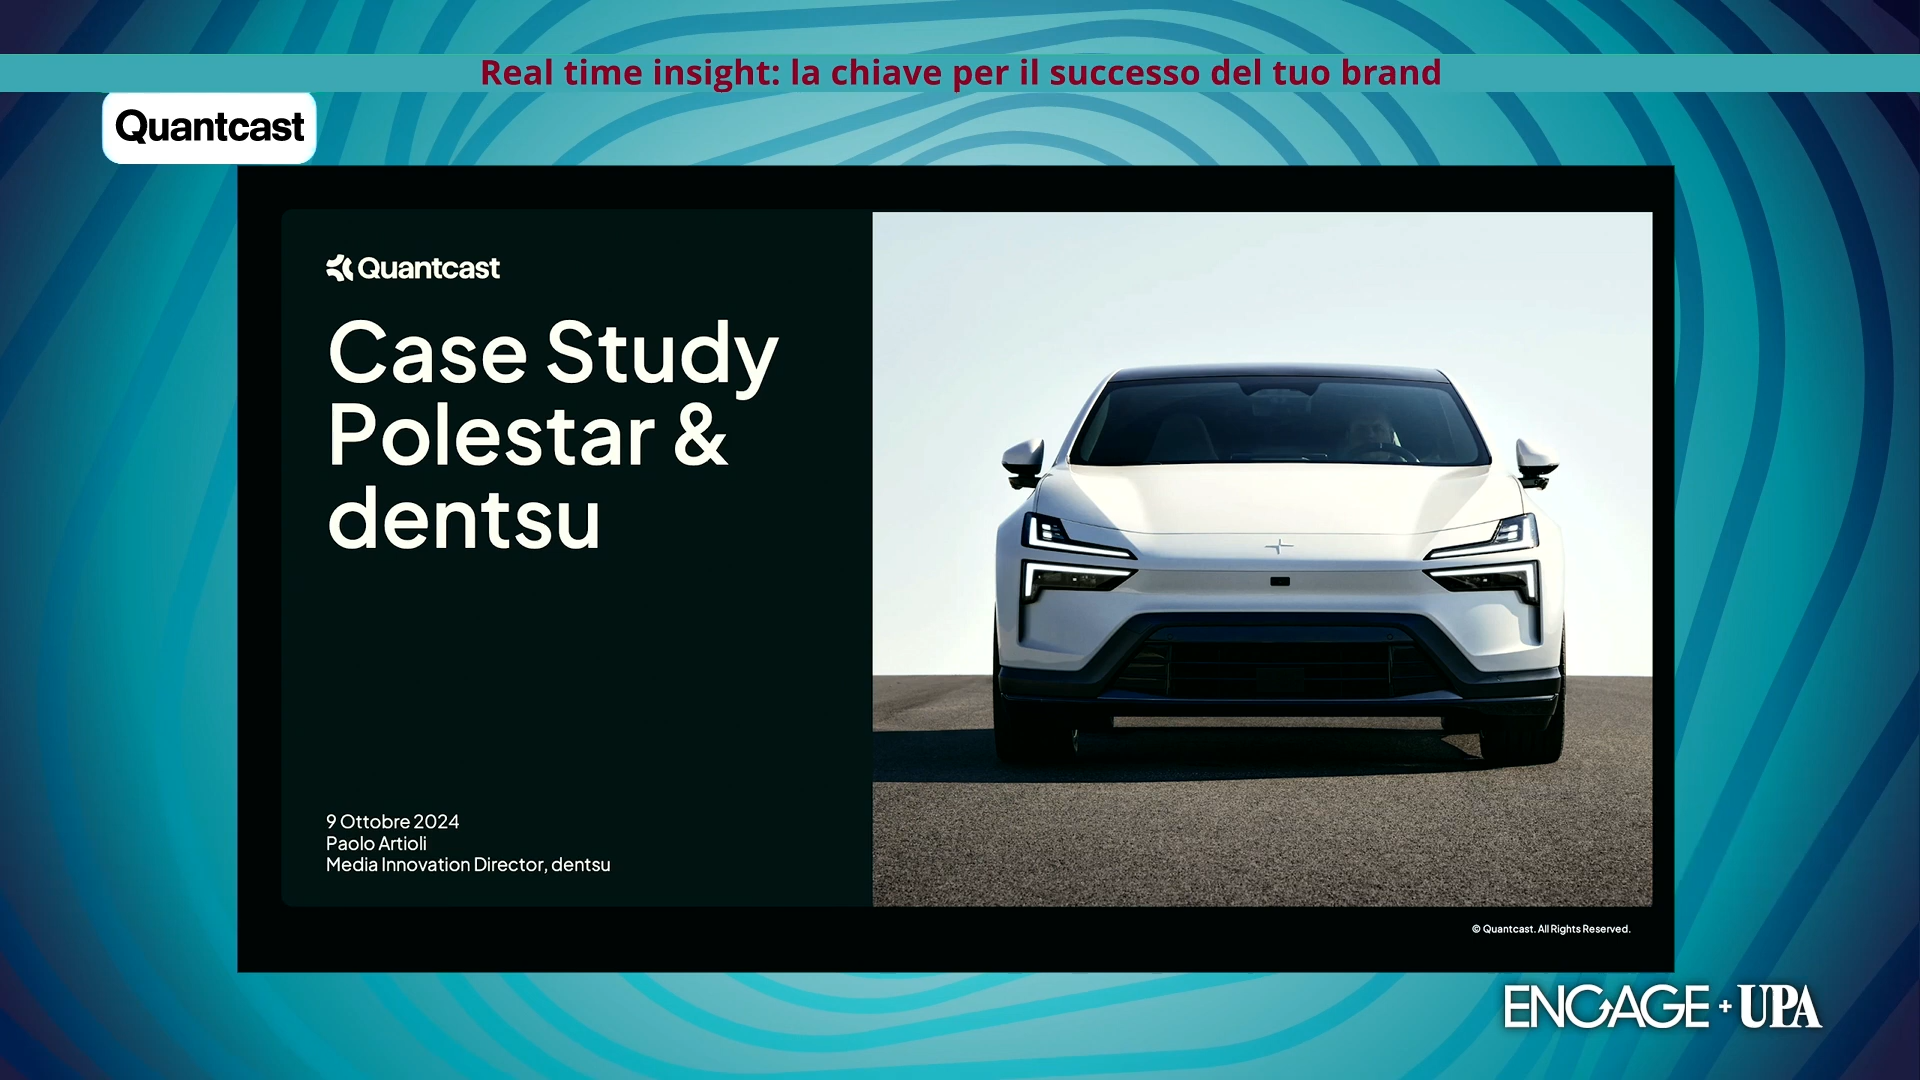 Real time insight: la chiave per il successo del tuo brand
Quantcast
Quantcast
Case Study
Polestar &
dentsu
9 Ottobre 2024
Paolo Artioli
Media Innovation Director, dentsu
© Quantcast. All Rights Reserved.
ENGAGE + UPA